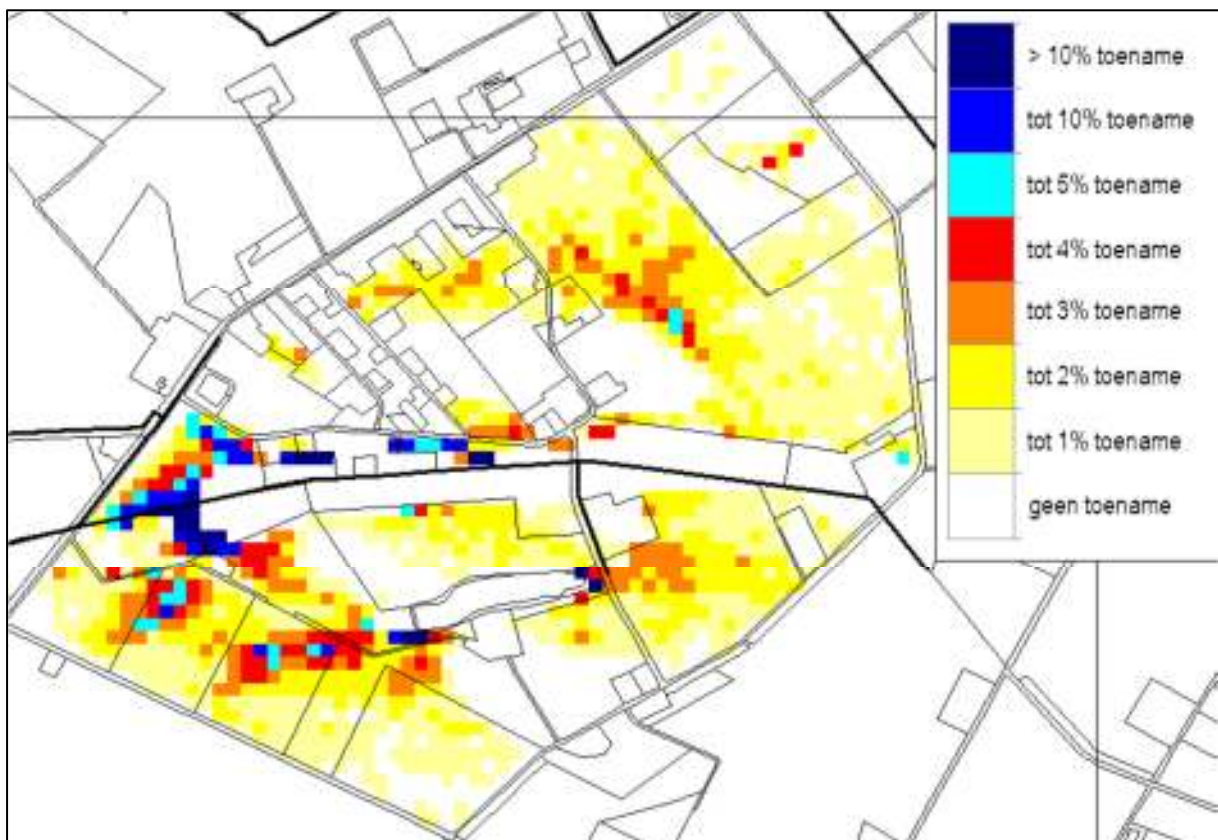 > 10% toename
tot 10% toename
tot 5% toename
tot 4% toename
tot 3% toename
tot 2% toename
tot 1% toename
geen toename